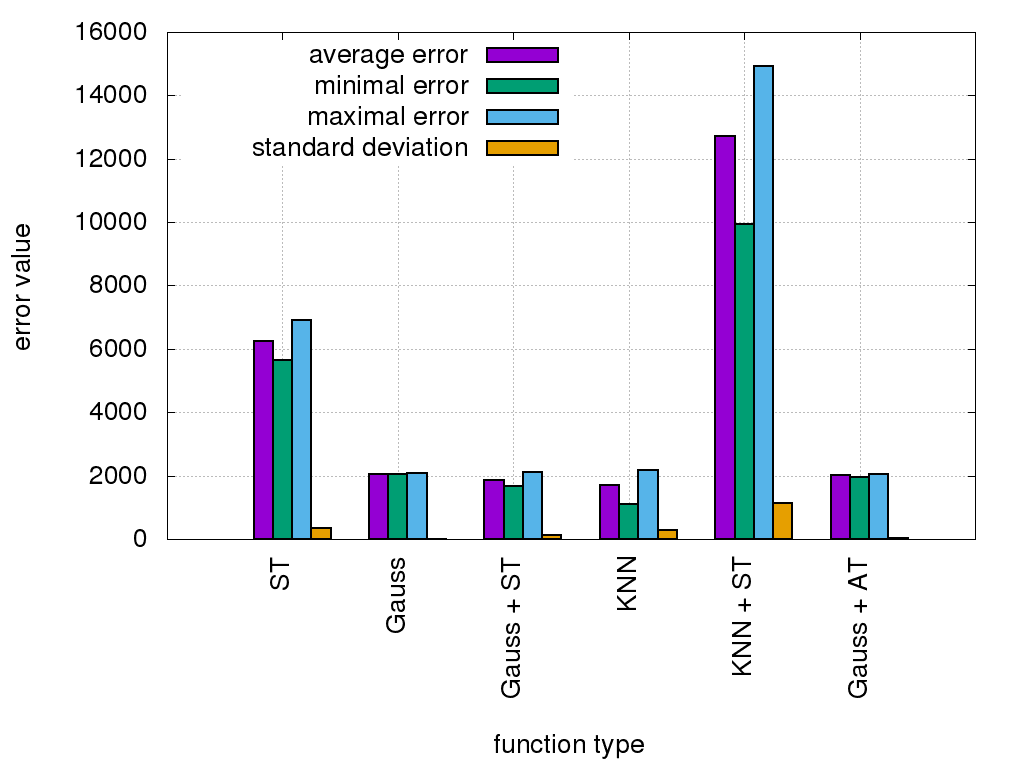 16000
14000
12000
10000
8000
6000
4000
2000
0
error value
average error
minimal error
maximal error
standard deviation
ST
Gauss
Gauss + ST
KNN
KNN + ST
Gauss + AT
function type